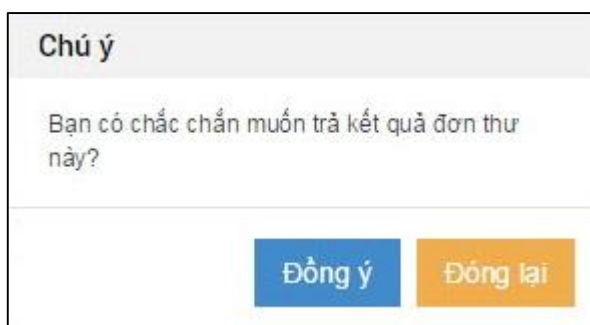 Chú ý
Bạn có chắc chắn muốn trả kết quả đơn thư
này?
Đồng ý
Đóng lại